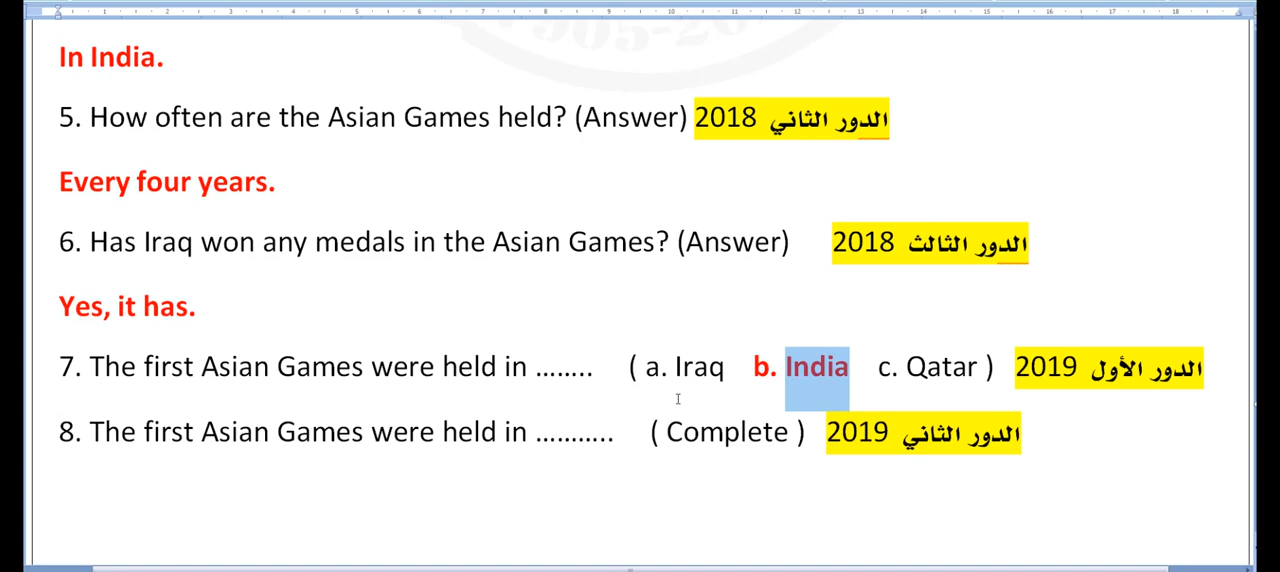 In India.
5. How often are the Asian Games held? (Answer) 2018 الدور الثاني
Every four years.
6. Has Iraq won any medals in the Asian Games? (Answer) 2018 الدور الثالث
Yes, it has.
7. The first Asian Games were held in …….. ( a. Iraq b. India c. Qatar ) 2019 الدور الأول
8. The first Asian Games were held in ……….. ( Complete ) 2019 الدور الثاني